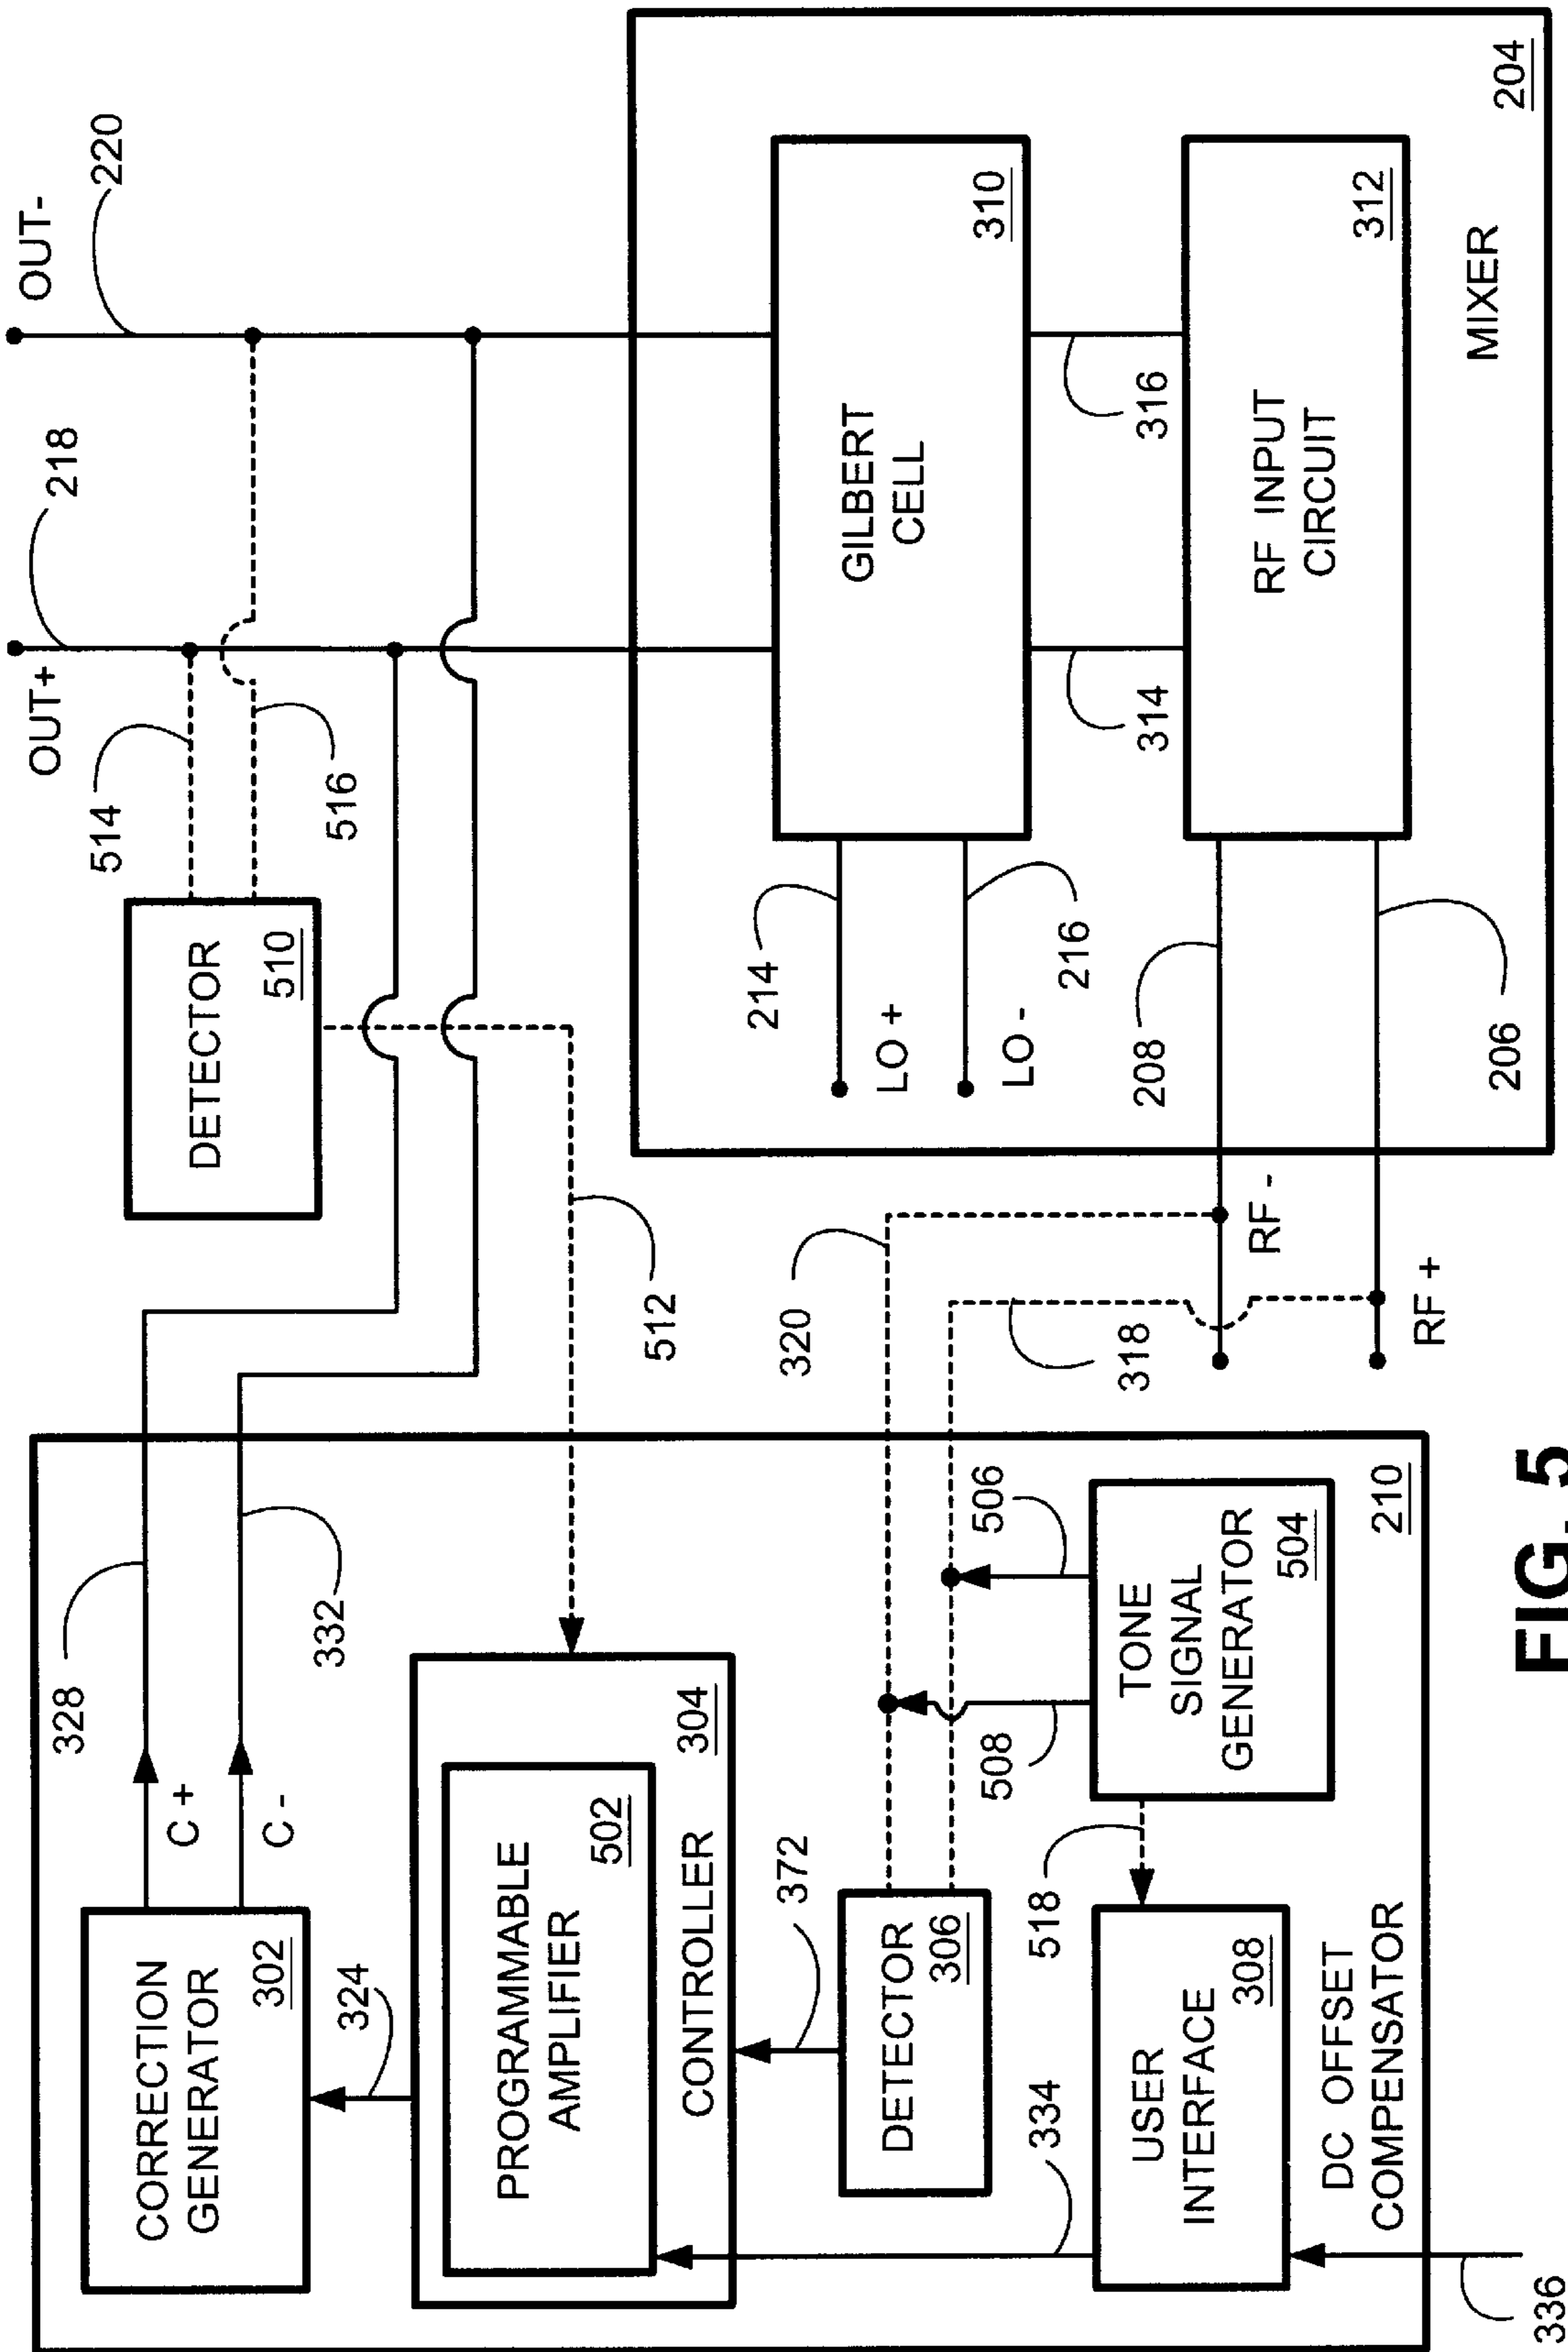 OUT+
218
OUT-
220
514
516
DETECTOR
510
512
328
332
C +
C -
CORRECTION
GENERATOR
302
324
PROGRAMMABLE
AMPLIFIER
502
304
CONTROLLER
372
DETECTOR
306
334
USER
INTERFACE
308
518
TONE
SIGNAL
GENERATOR
504
506
508
DC OFFSET
COMPENSATOR
210
336
320
318
RF -
RF +
208
206
214
LO +
LO -
216
GILBERT
CELL
310
314
316
RF INPUT
CIRCUIT
312
MIXER
204
FIG. 5